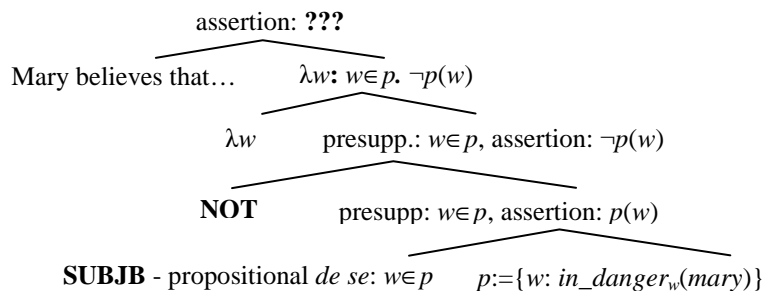 assertion: ???
Mary believes that… λw: w∈p. ¬p(w)
λw presupp.: w∈p, assertion: ¬p(w)
NOT presupp: w∈p, assertion: p(w)
SUBJB - propositional de se: w∈p p:={w: in_danger_w(mary)}